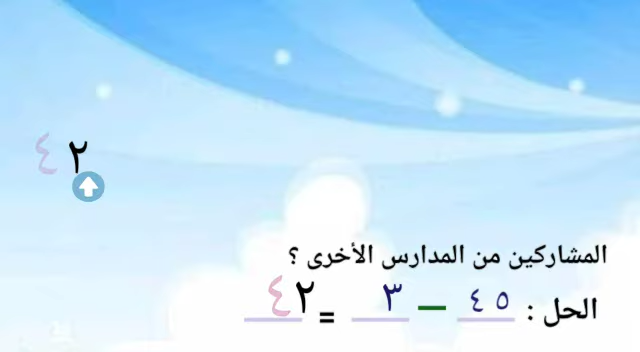 ٤٢
المشاركين من المدارس الأخرى ؟
الحل : ٤٥ – ٣ = ٤٢